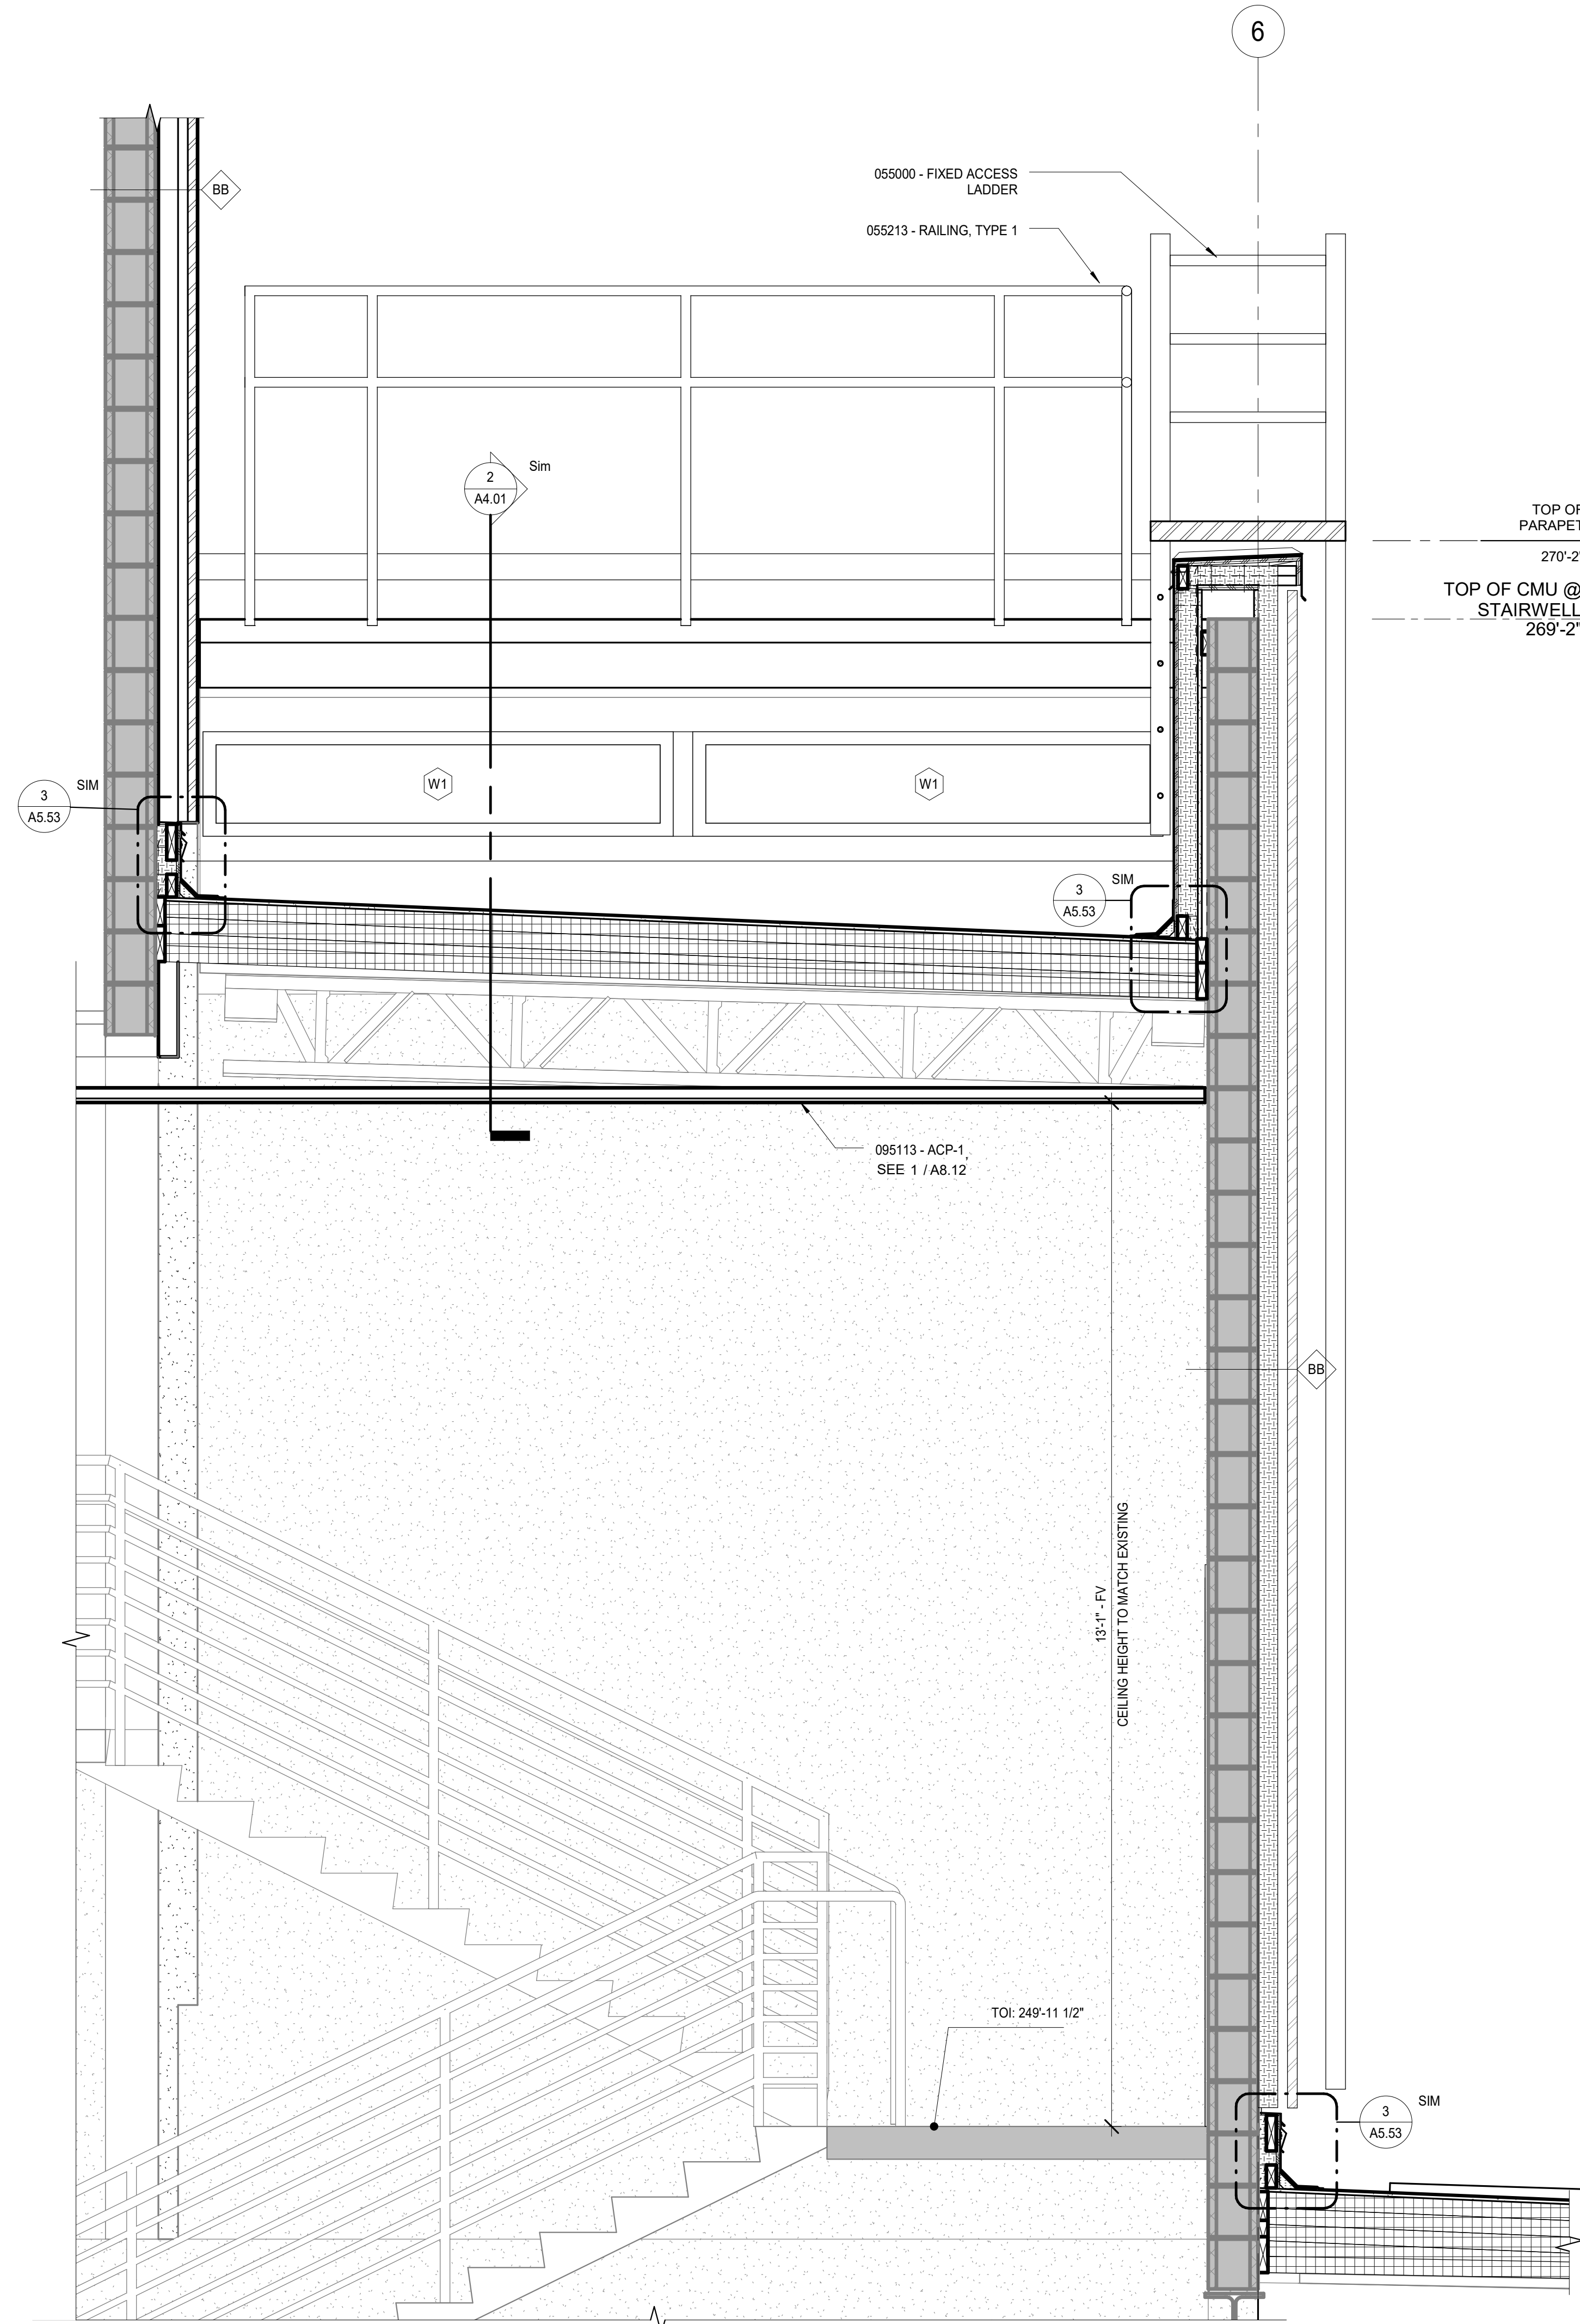 6
BB
055000 - FIXED ACCESS
LADDER
055213 - RAILING, TYPE 1
2
A4.01
Sim
TOP OF
PARAPET
270'-2"
TOP OF CMU @
STAIRWELL
269'-2"
W1
W1
3
A5.53
SIM
3
A5.53
SIM
095113 - ACP-1,
SEE 1 / A8.12
BB
13'-1" - FV
CEILING HEIGHT TO MATCH EXISTING
TOI: 249'-11 1/2"
3
A5.53
SIM